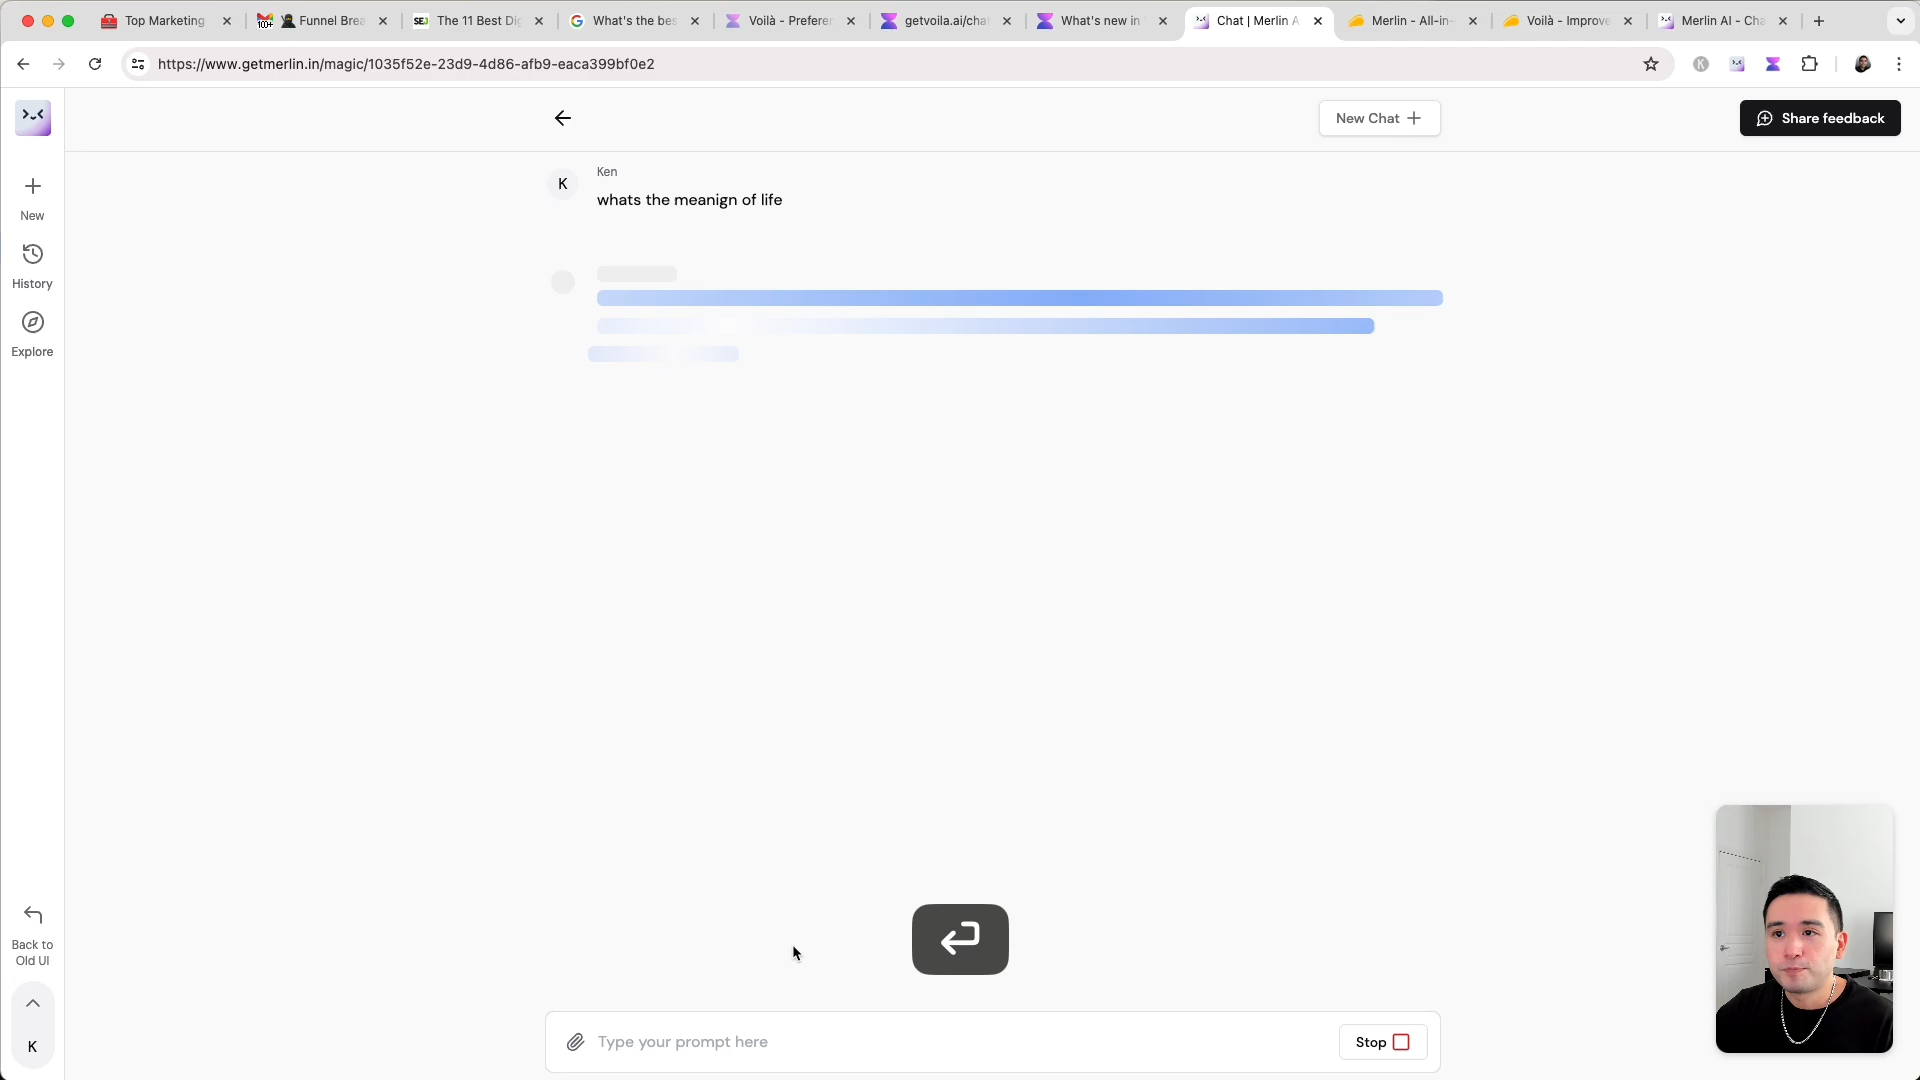 Top Marketing
Funnel Brea
SEJ
The 11 Best Di
What's the bes
Voilà - Preferen
getvoila.ai/cha
What's new in
Chat | Merlin A
Merlin - All-in-
Voilà - Improve
Merlin AI - Cha
https://www.getmerlin.in/magic/1035f52e-23d9-4d86-afb9-eaca399bf0e2
New Chat
Share feedback
New
History
Explore
K
Ken
whats the meanign of life
Back to
Old UI
K
Type your prompt here
Stop